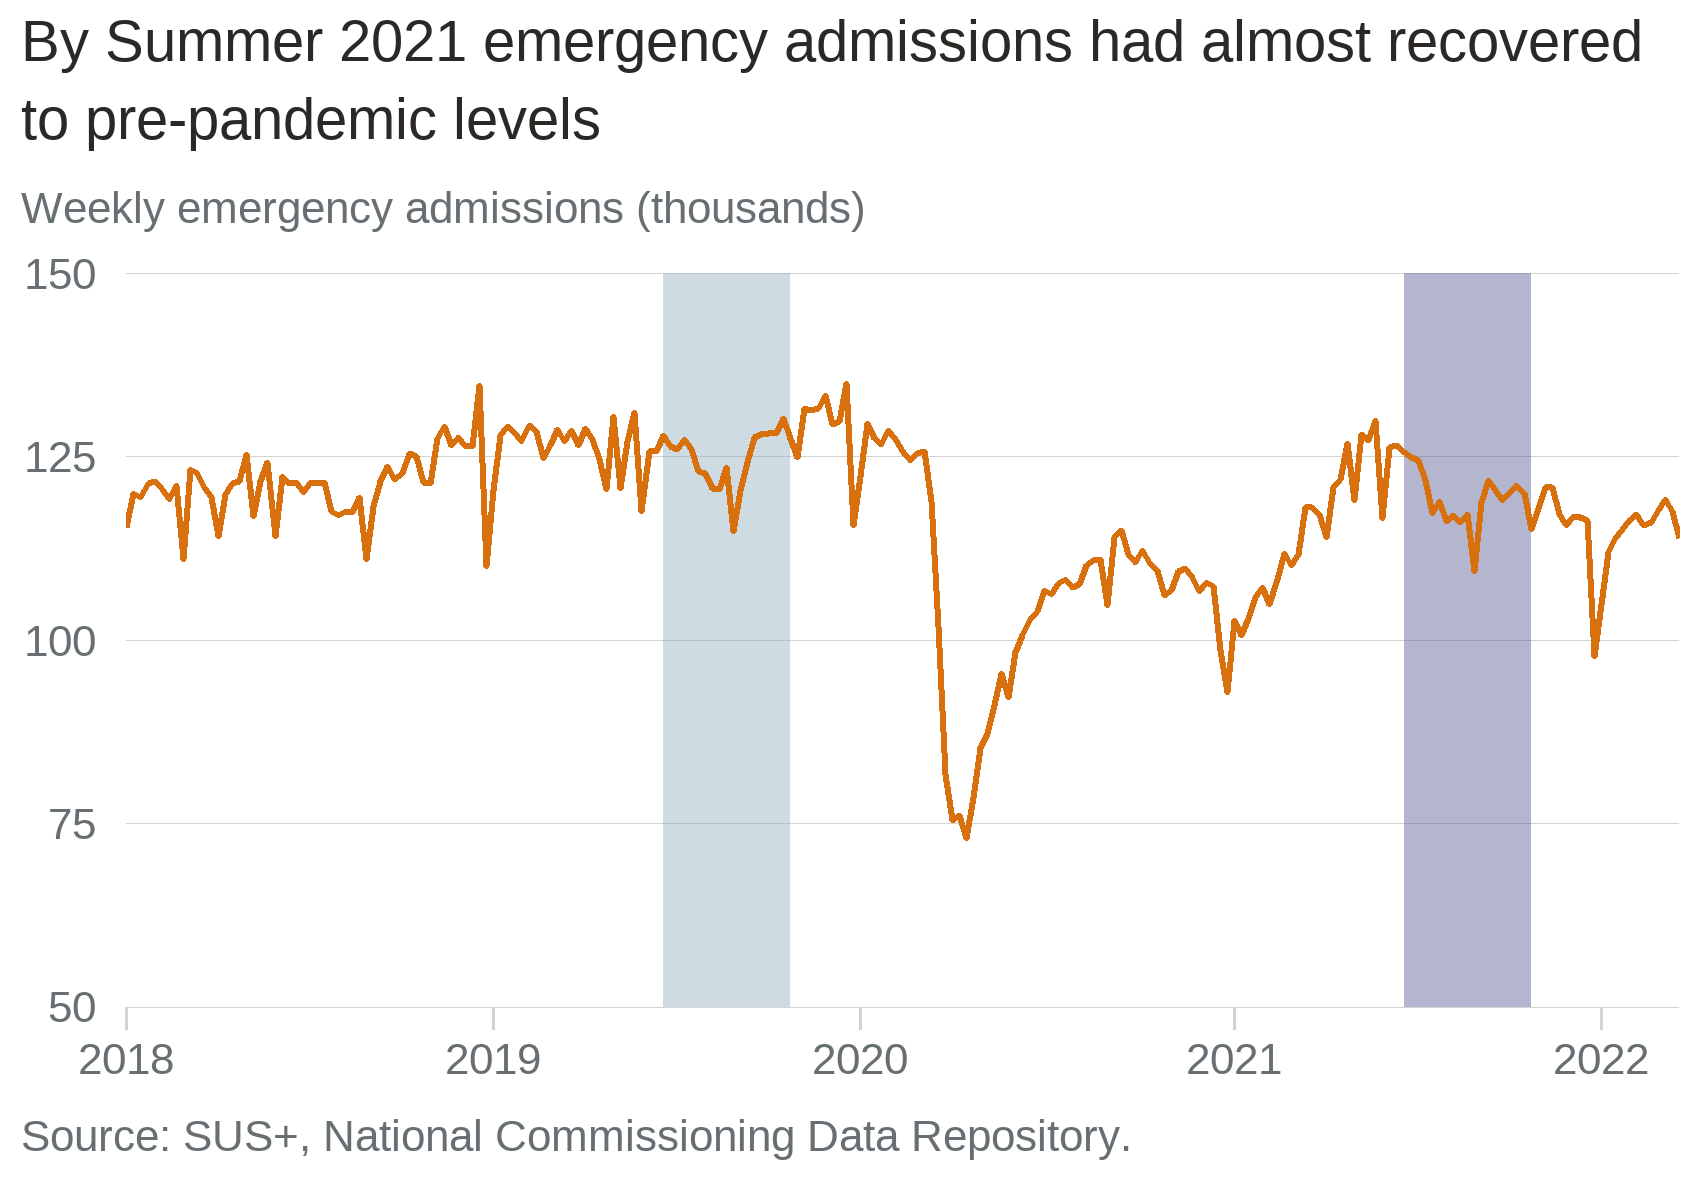 By Summer 2021 emergency admissions had almost recovered
to pre-pandemic levels
Weekly emergency admissions (thousands)
150
125
100
75
50
2018 2019 2020 2021 2022
Source: SUS+, National Commissioning Data Repository.